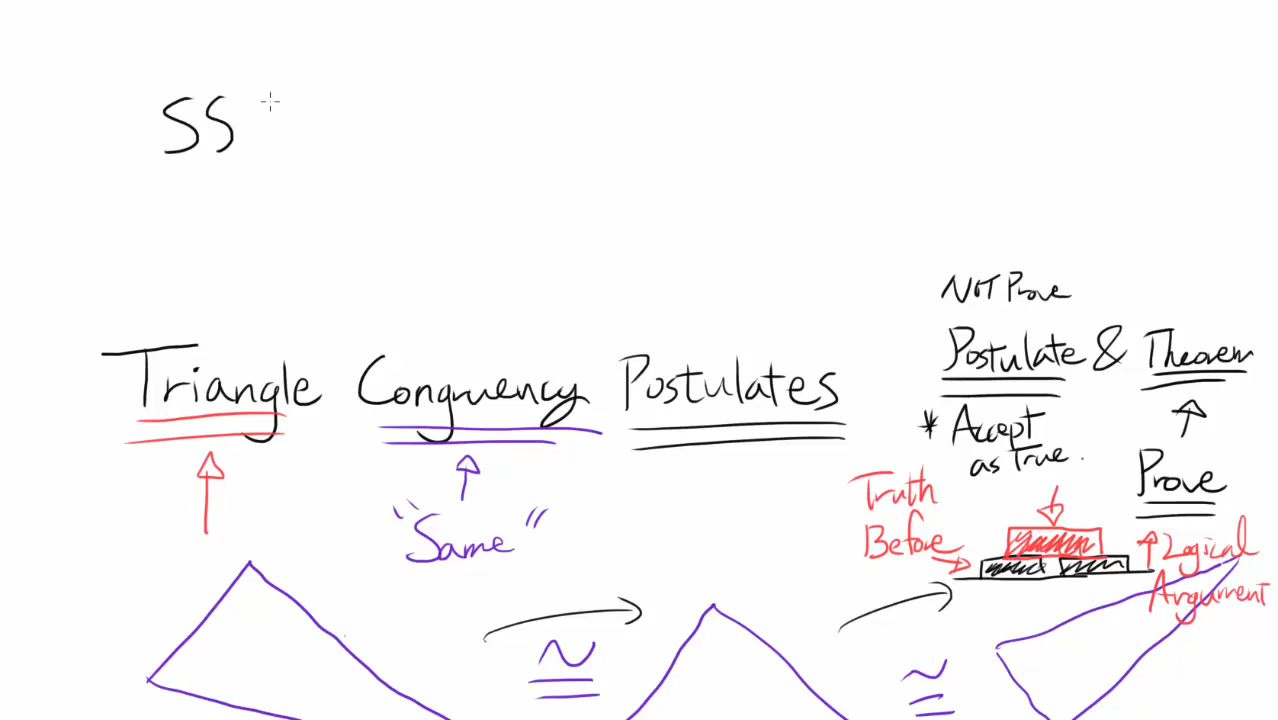 SS
NOT Prove
Triangle Congruency Postulates
Postulate & Theorem
* Accept
as True.
Prove
"Same"
Truth
Before
Logical
Argument
≅
≅